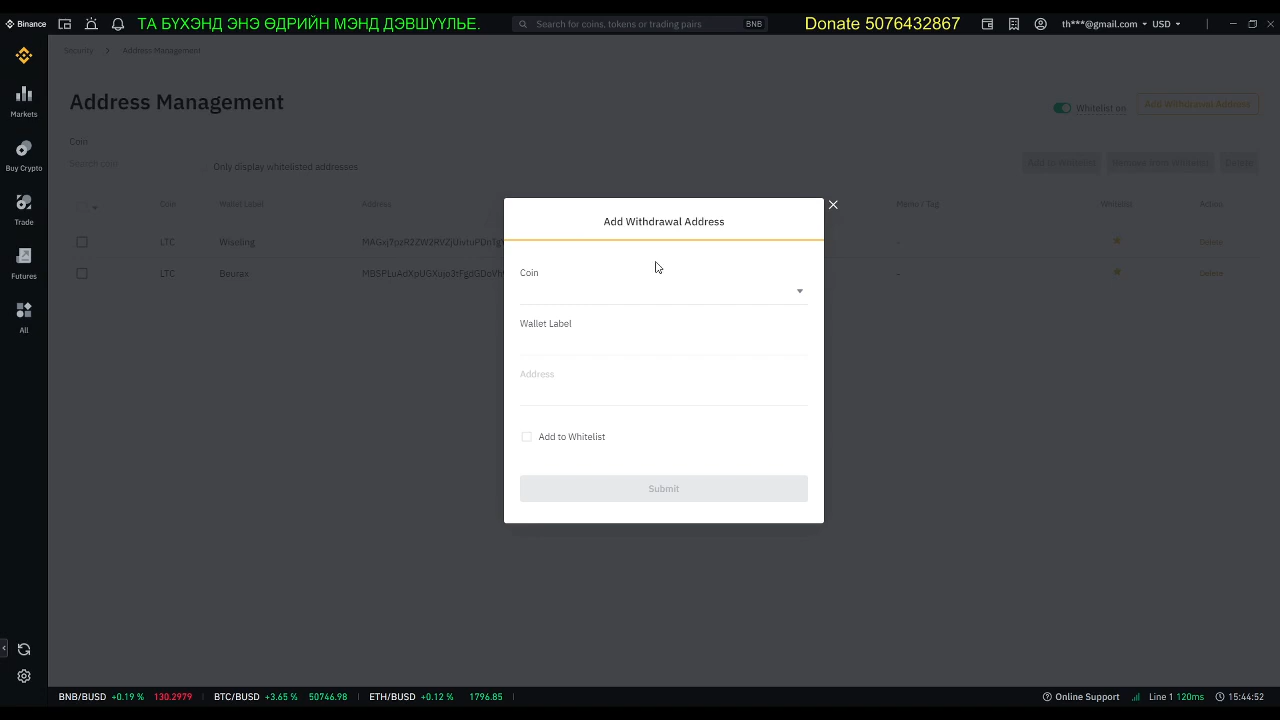 Binance
ТА БҮХЭНД ЭНЭ ӨДРИЙН МЭНД ДЭВШҮҮЛЬЕ.
Search for coins, tokens or trading pairs
BNB
Donate 5076432867
th***@gmail.com
USD
Security
Address Management
Markets
Buy Crypto
Trade
Futures
All
Address Management
Whitelist on
Add Withdrawal Address
Coin
Search coin
Only display whitelisted addresses.
Add to Whitelist
Remove from Whitelist
Delete
Coin
Wallet Label
Address
Memo / Tag
Whitelist
Action
LTC
Wiseling
-
Delete
LTC
Beurax
-
Delete
Add Withdrawal Address
Coin
Wallet Label
Address
Add to Whitelist
Submit
BNB/BUSD +0.19 % 130.2979
BTC/BUSD +3.65 % 50746.98
ETH/BUSD +0.12 % 1796.85
Online Support
Line 1 120ms
15:44:52